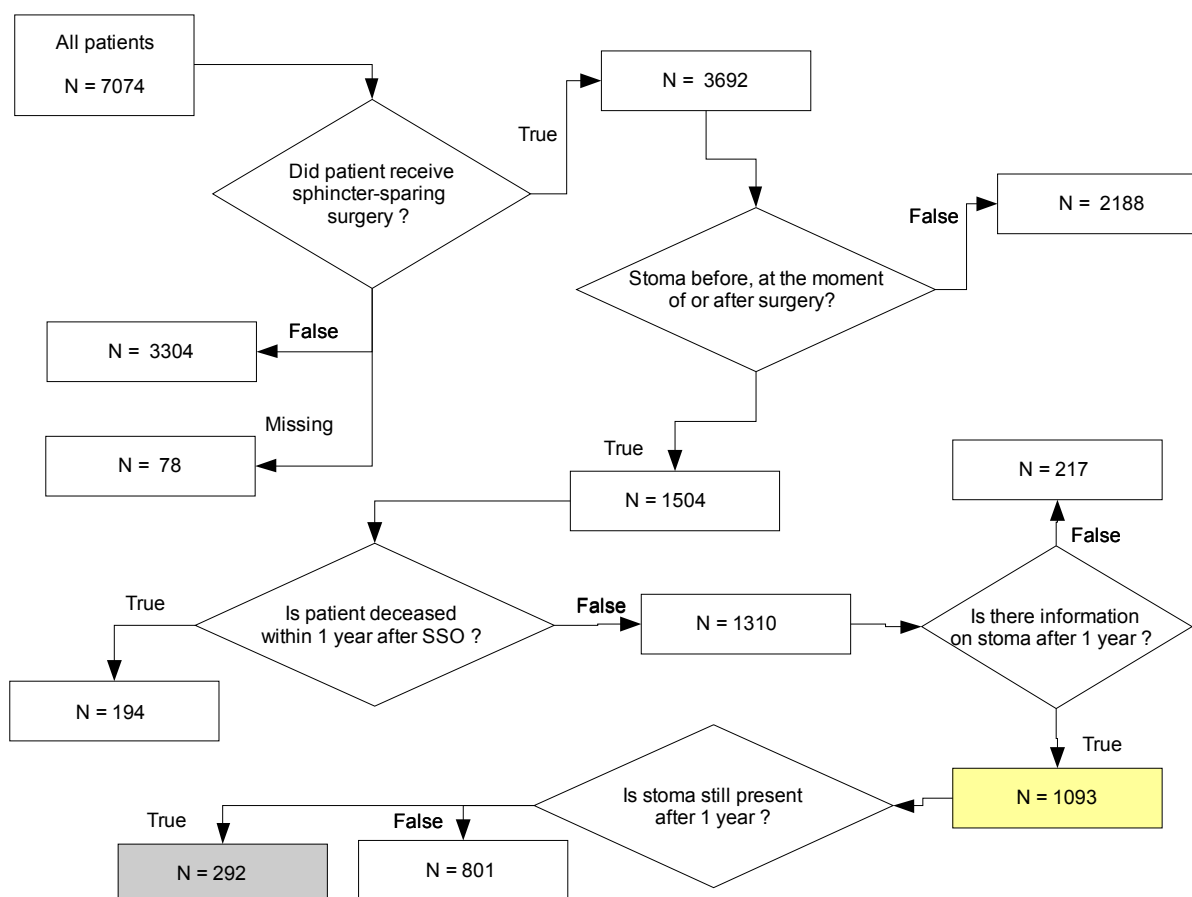 All patients
N = 7074
N = 3692
True
Did patient receive
sphincter-sparing
surgery ?
False
N = 2188
Stoma before, at the moment
of or after surgery?
False
N = 3304
Missing
N = 78
True
N = 1504
N = 217
False
Is patient deceased
within 1 year after SSO ?
True
False
N = 1310
Is there information
on stoma after 1 year ?
N = 194
True
N = 1093
Is stoma still present
after 1 year ?
True
False
N = 292
N = 801